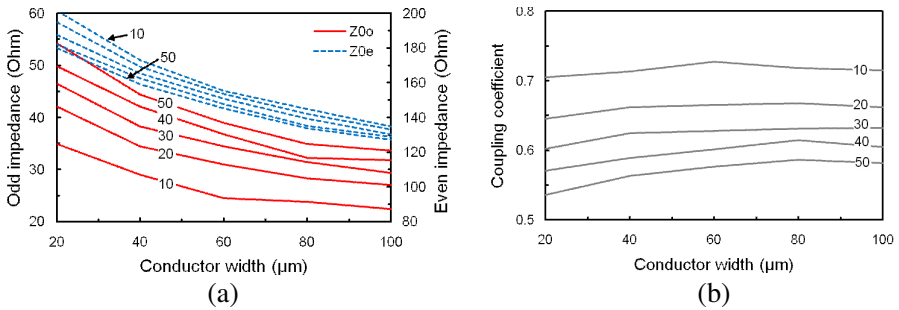 60
50
40
30
20
Odd impedance (Ohm)
200
180
160
140
120
100
80
Even impedance (Ohm)
Z0o
Z0e
10
50
50
40
30
20
10
20 40 60 80 100
Conductor width (μm)
(a)
0.8
0.7
0.6
0.5
Coupling coefficient
10
20
30
40
50
20 40 60 80 100
Conductor width (μm)
(b)